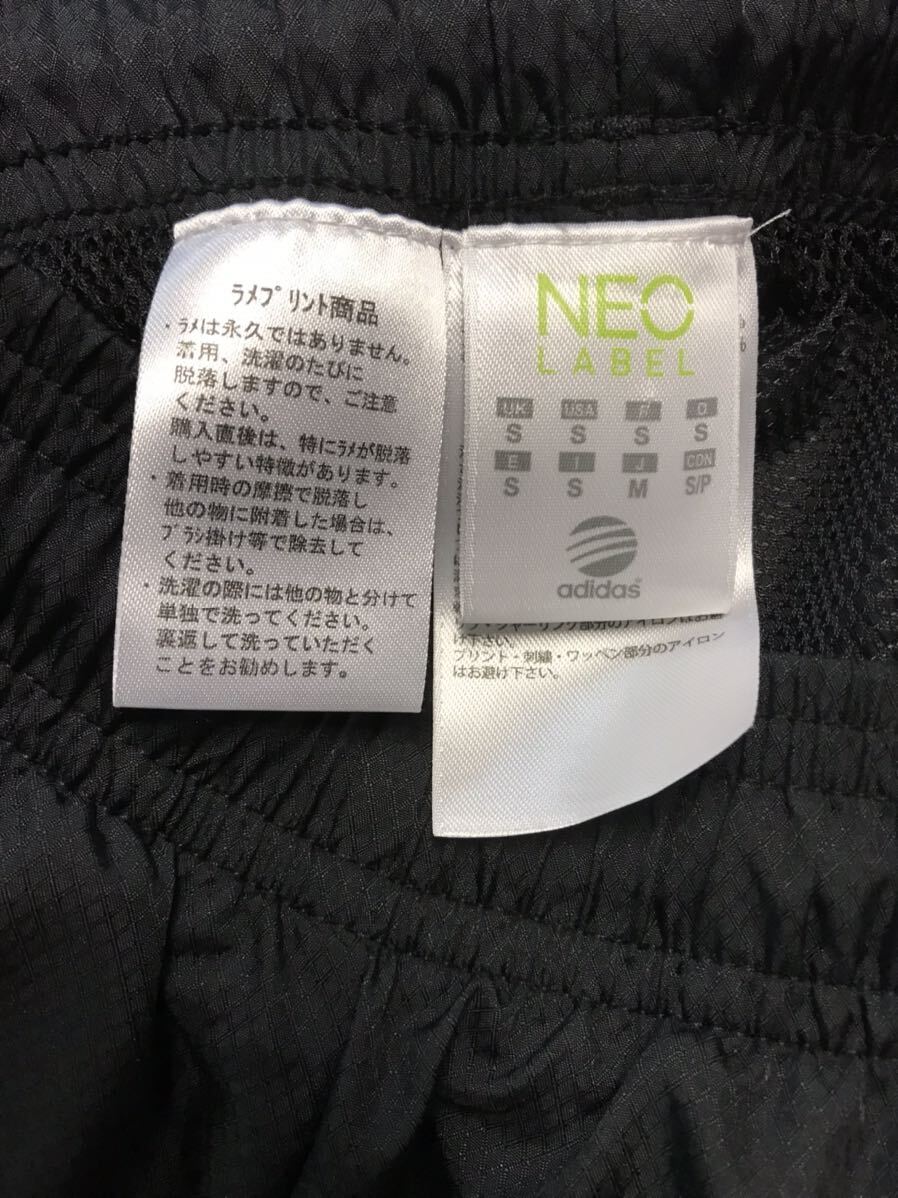 ラメプリント商品
・ラメは永久ではありません。
着用、洗濯のたびに
脱落しますので、ご注意
ください。
購入直後は、特にラメが脱落
しやすい特徴があります。
・着用時の摩擦で脱落し
他の物に附着した場合は、
ブラシ掛け等で除去して
ください。
・洗濯の際には他の物と分けて
単独で洗ってください。
裏返して洗っていただく
ことをお勧めします。
NEO
LABEL
UK USA F D
S S S S
E I J CDN
S S M S/P
adidas
け下さい。
プリント・刺繍・ワッペン部分のアイロン
はお避け下さい。